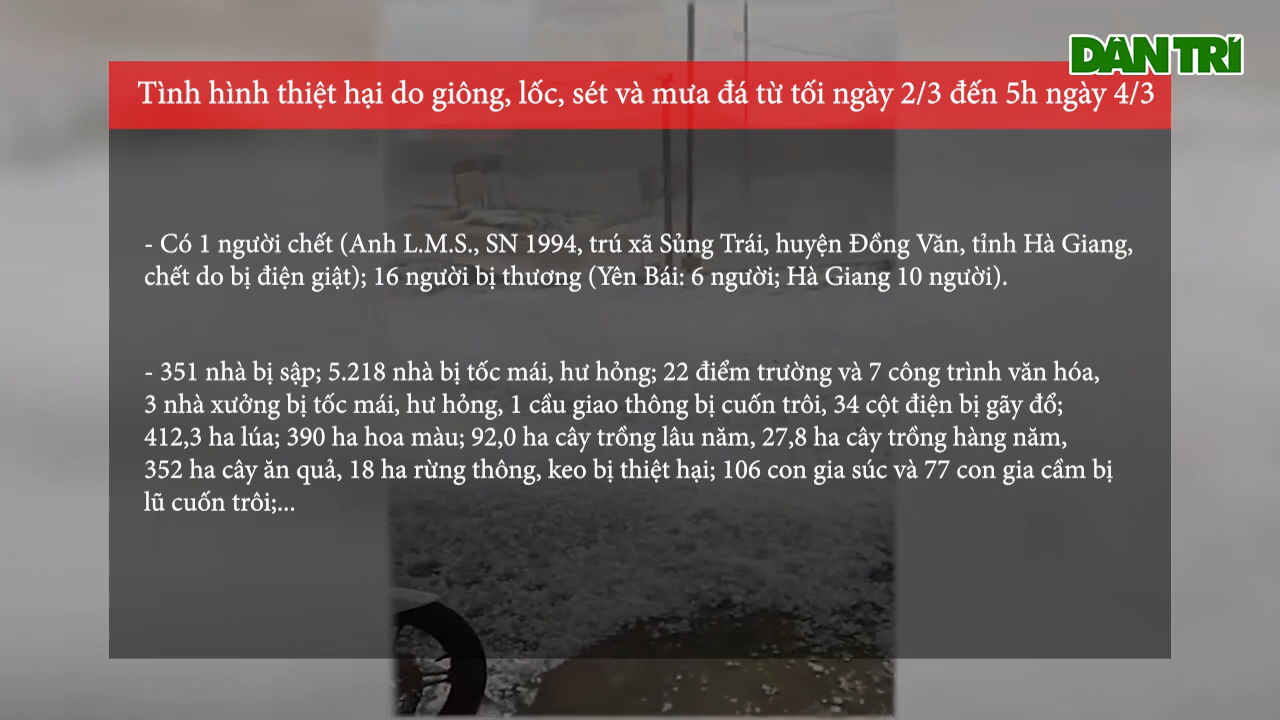 DÂN TRÍ
Tình hình thiệt hại do giông, lốc, sét và mưa đá từ tối ngày 2/3 đến 5h ngày 4/3
- Có 1 người chết (Anh L.M.S., SN 1994, trú xã Sủng Trái, huyện Đồng Văn, tỉnh Hà Giang,
chết do bị điện giật); 16 người bị thương (Yên Bái: 6 người; Hà Giang 10 người).
- 351 nhà bị sập; 5.218 nhà bị tốc mái, hư hỏng; 22 điểm trường và 7 công trình văn hóa,
3 nhà xưởng bị tốc mái, hư hỏng, 1 cầu giao thông bị cuốn trôi, 34 cột điện bị gãy đổ;
412,3 ha lúa; 390 ha hoa màu; 92,0 ha cây trồng lâu năm, 27,8 ha cây trồng hàng năm,
352 ha cây ăn quả, 18 ha rừng thông, keo bị thiệt hại; 106 con gia súc và 77 con gia cầm bị
lũ cuốn trôi;...